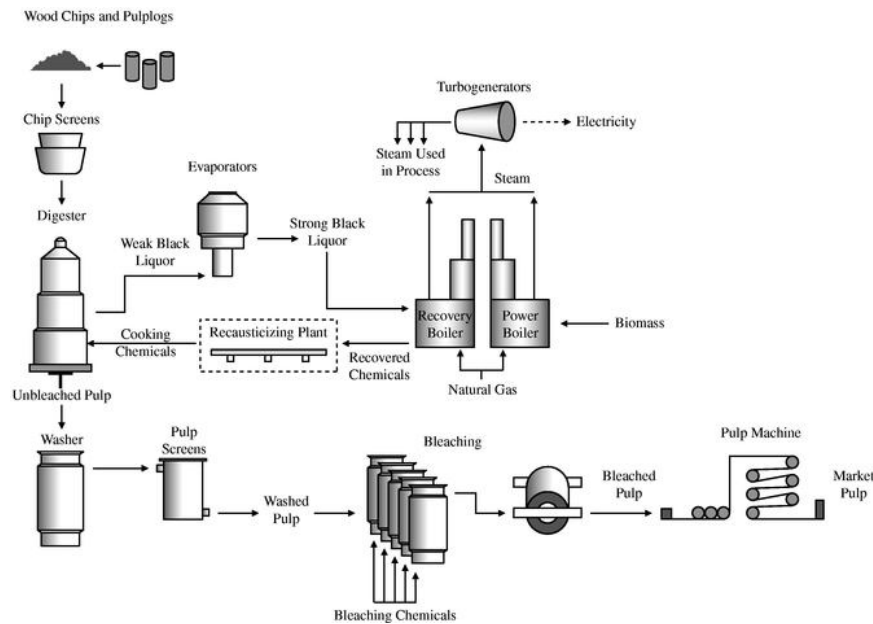 Wood Chips and Pulplogs
Chip Screens
Digester
Evaporators
Weak Black
Liquor
Strong Black
Liquor
Turbogenerators
Electricity
Steam Used
in Process
Steam
Recovery
Boiler
Power
Boiler
Biomass
Natural Gas
Recovered
Chemicals
Recausticizing Plant
Cooking
Chemicals
Unbleached Pulp
Washer
Pulp
Screens
Washed
Pulp
Bleaching
Bleaching Chemicals
Bleached
Pulp
Pulp Machine
Market
Pulp